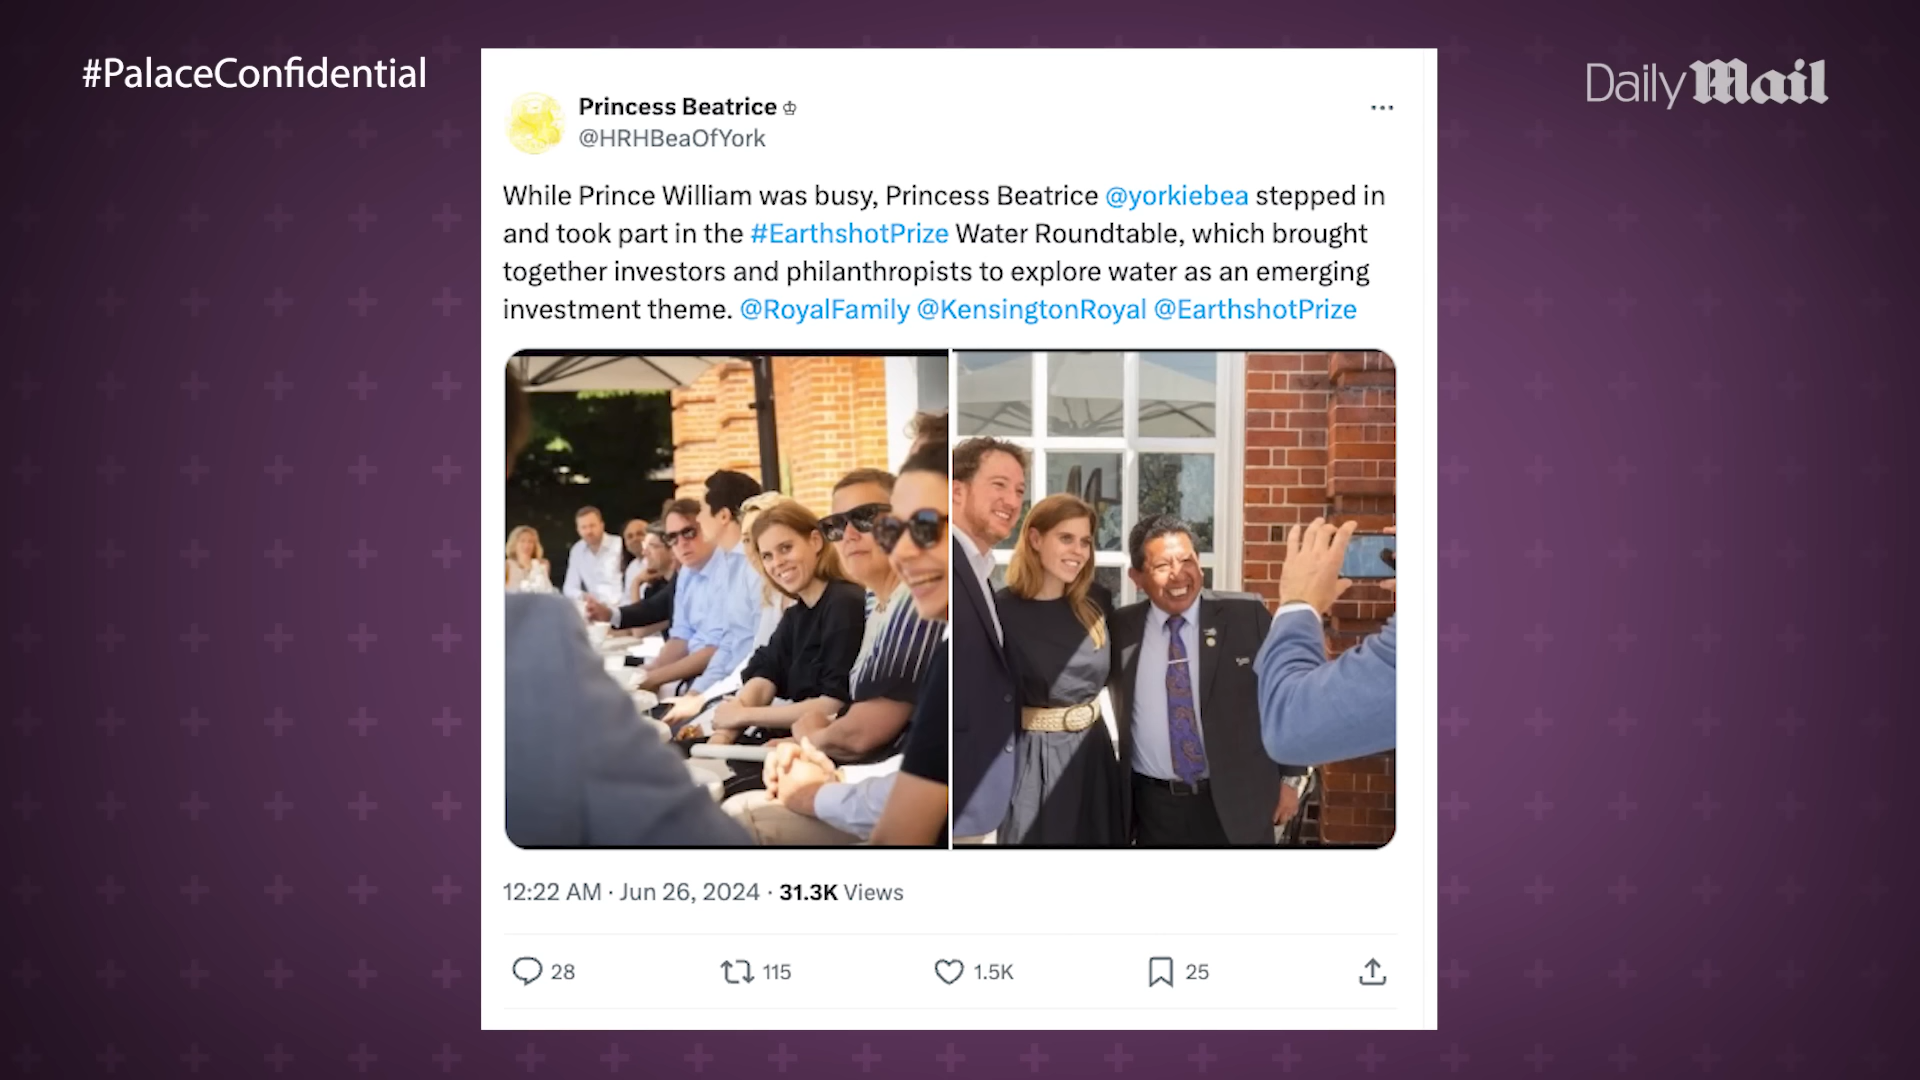 #PalaceConfidential
Daily Mail
Princess Beatrice ♔
@HRHBeaOfYork
While Prince William was busy, Princess Beatrice @yorkiebea stepped in
and took part in the #EarthshotPrize Water Roundtable, which brought
together investors and philanthropists to explore water as an emerging
investment theme. @RoyalFamily @KensingtonRoyal @EarthshotPrize
12:22 AM · Jun 26, 2024 · 31.3K Views
28 115 1.5K 25